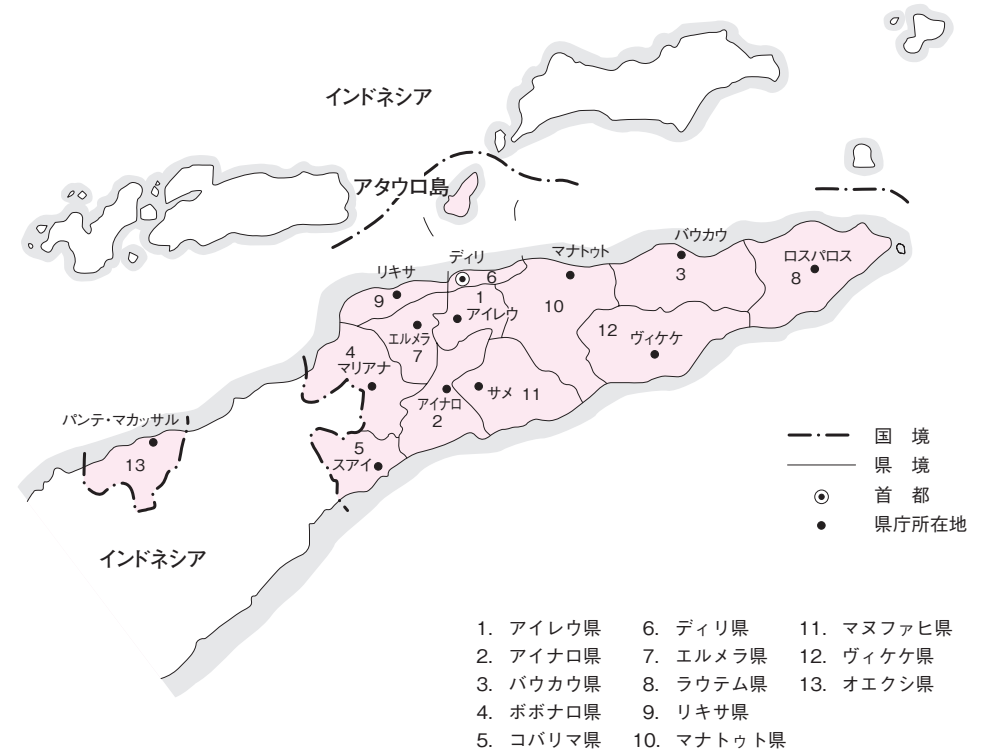 インドネシア
アタウロ島
バウカウ
マナトゥト
ディリ
ロスパロス
リキサ
6
3
8
9
1
10
アイレウ
エルメラ
12
ヴィケケ
4
7
マリアナ
アイナロ
サメ 11
2
パンテ・マカッサル
5
スアイ
13
インドネシア
国 境
県 境
首 都
県庁所在地
1. アイレウ県
2. アイナロ県
3. バウカウ県
4. ボボナロ県
5. コバリマ県
6. ディリ県
7. エルメラ県
8. ラウテム県
9. リキサ県
10. マナトゥト県
11. マヌファヒ県
12. ヴィケケ県
13. オエクシ県